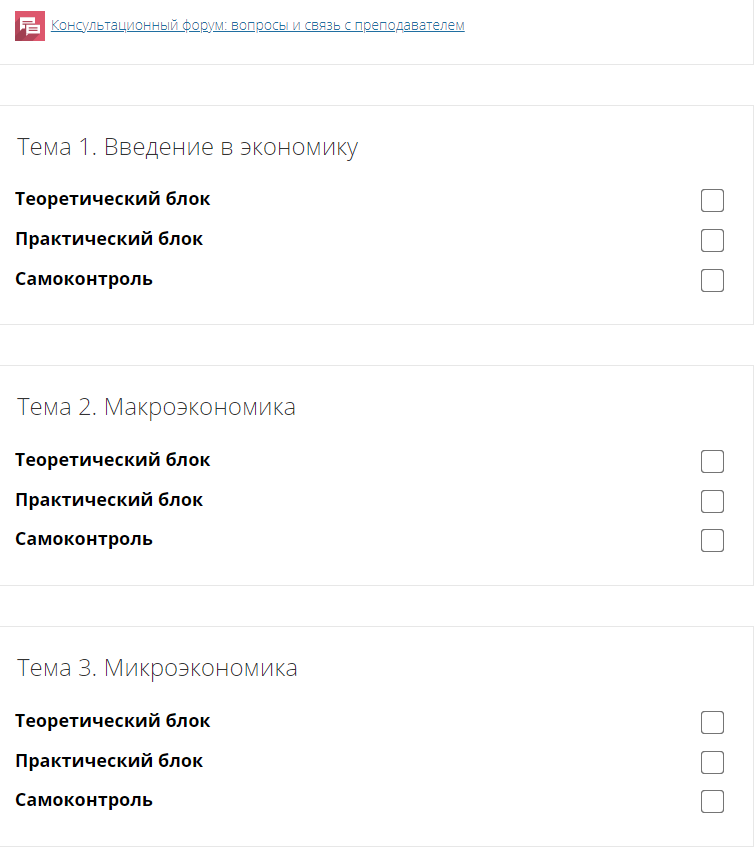 Консультационный форум: вопросы и связь с преподавателем
Тема 1. Введение в экономику
Теоретический блок
Практический блок
Самоконтроль
Тема 2. Макроэкономика
Теоретический блок
Практический блок
Самоконтроль
Тема 3. Микроэкономика
Теоретический блок
Практический блок
Самоконтроль